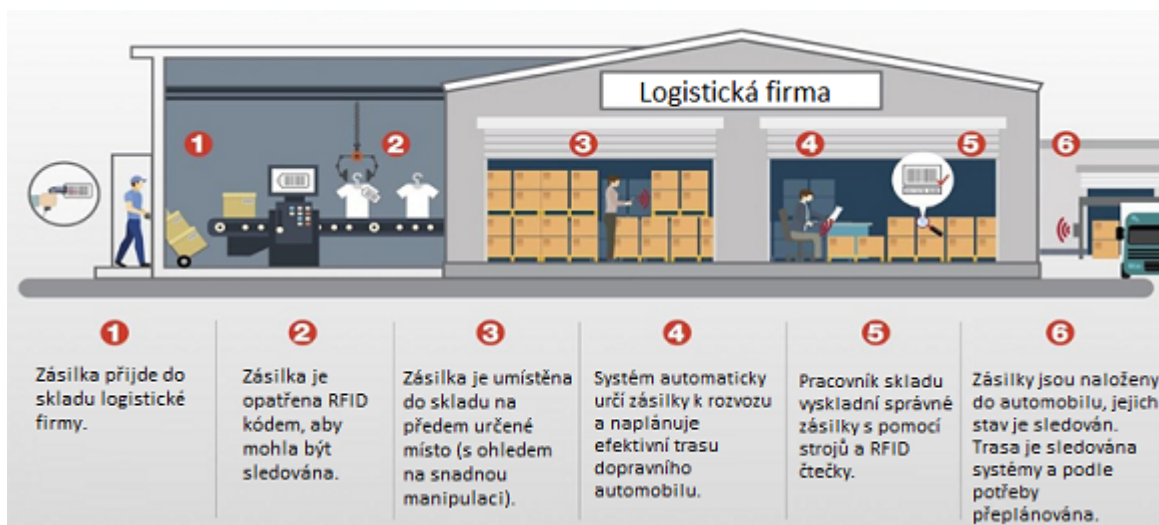 Logistická firma
1
2
3
4
5
6
1
Zásilka přijde do
skladu logistické
firmy.
2
Zásilka je
opatřena RFID
kódem, aby
mohla být
sledována.
3
Zásilka je umístěna
do skladu na
předem určené
místo (s ohledem
na snadnou
manipulaci).
4
Systém automaticky
určí zásilky k rozvozu
a naplánuje
efektivní trasu
dopravního
automobilu.
5
Pracovník skladu
vyskladní správné
zásilky s pomocí
strojů a RFID
čtečky.
6
Zásilky jsou naloženy
do automobilu, jejich
stav je sledován.
Trasa je sledována
systémy a podle
potřeby
přeplánována.